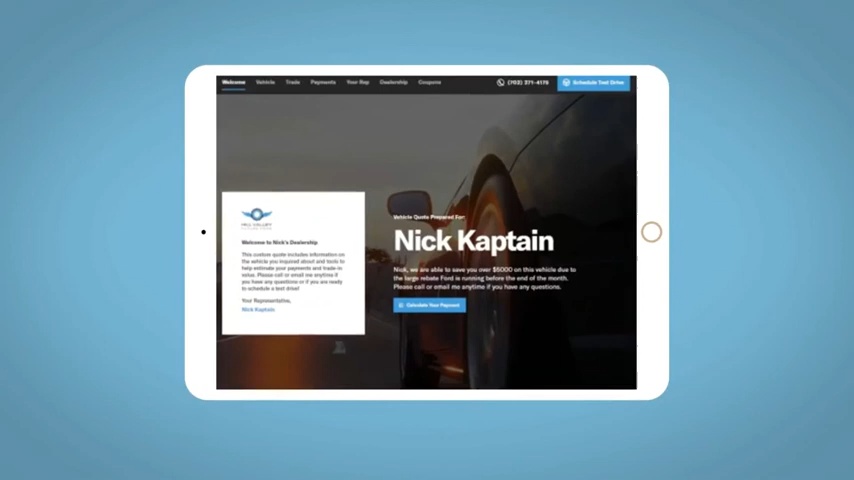 Welcome Vehicle Trade Payments Your Rep Dealership Coupons (702) 271-4175 Schedule Test Drive
Welcome to Nick's Dealership
This custom quote includes information on
the vehicle you inquired about and tools to
help estimate your payments and trade-in
value. Please call or email me anytime if
you have any questions or if you are ready
to schedule a test drive!
Your Representative,
Nick Kaptain
Vehicle Quote Prepared For:
Nick Kaptain
Nick, we are able to save you over $5000 on this vehicle due to
the large rebate Ford is running before the end of the month.
Please call or email me anytime if you have any questions.
Calculate Your Payment